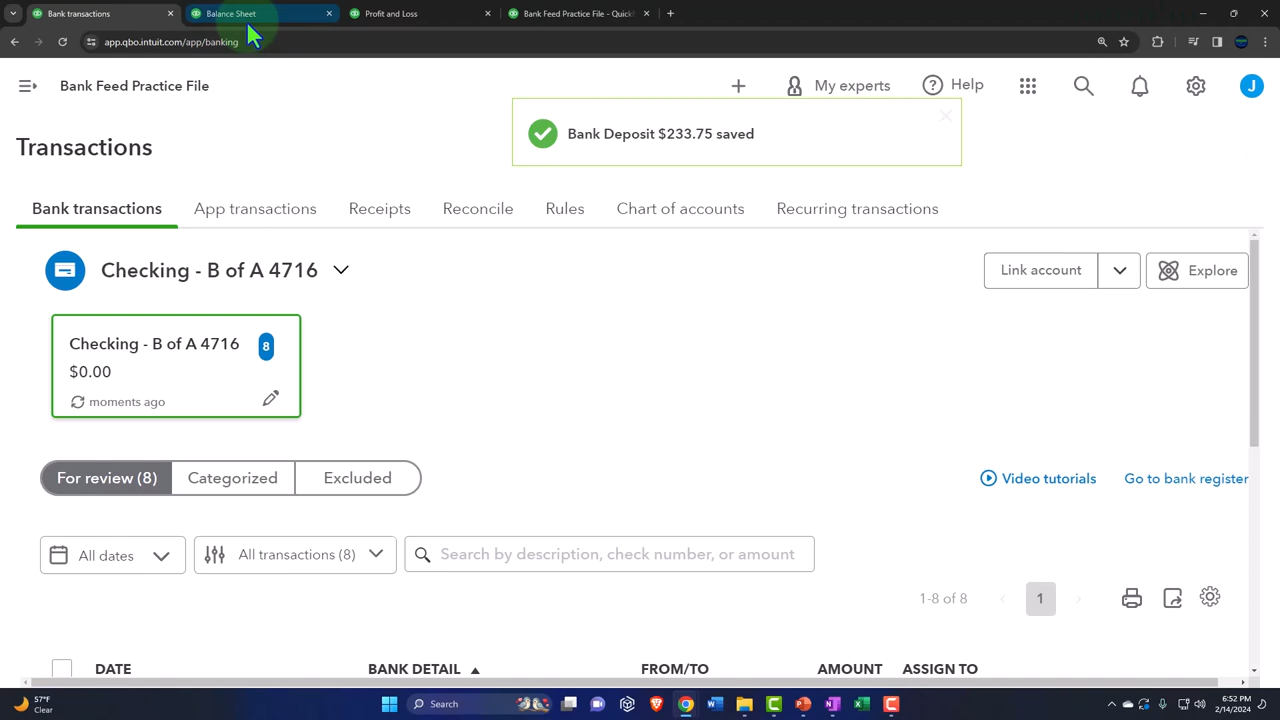 Bank transactions
Balance Sheet
Profit and Loss
Bank Feed Practice File - Quick
app.qbo.intuit.com/app/banking
Bank Feed Practice File
My experts
Help
J
Bank Deposit $233.75 saved
Transactions
Bank transactions
App transactions
Receipts
Reconcile
Rules
Chart of accounts
Recurring transactions
Checking - B of A 4716
Link account
Explore
Checking - B of A 4716
8
$0.00
moments ago
For review (8)
Categorized
Excluded
Video tutorials
Go to bank register
All dates
All transactions (8)
Search by description, check number, or amount
1-8 of 8
1
DATE
BANK DETAIL
FROM/TO
AMOUNT
ASSIGN TO
57°F
Clear
Search
6:52 PM
2/14/2024